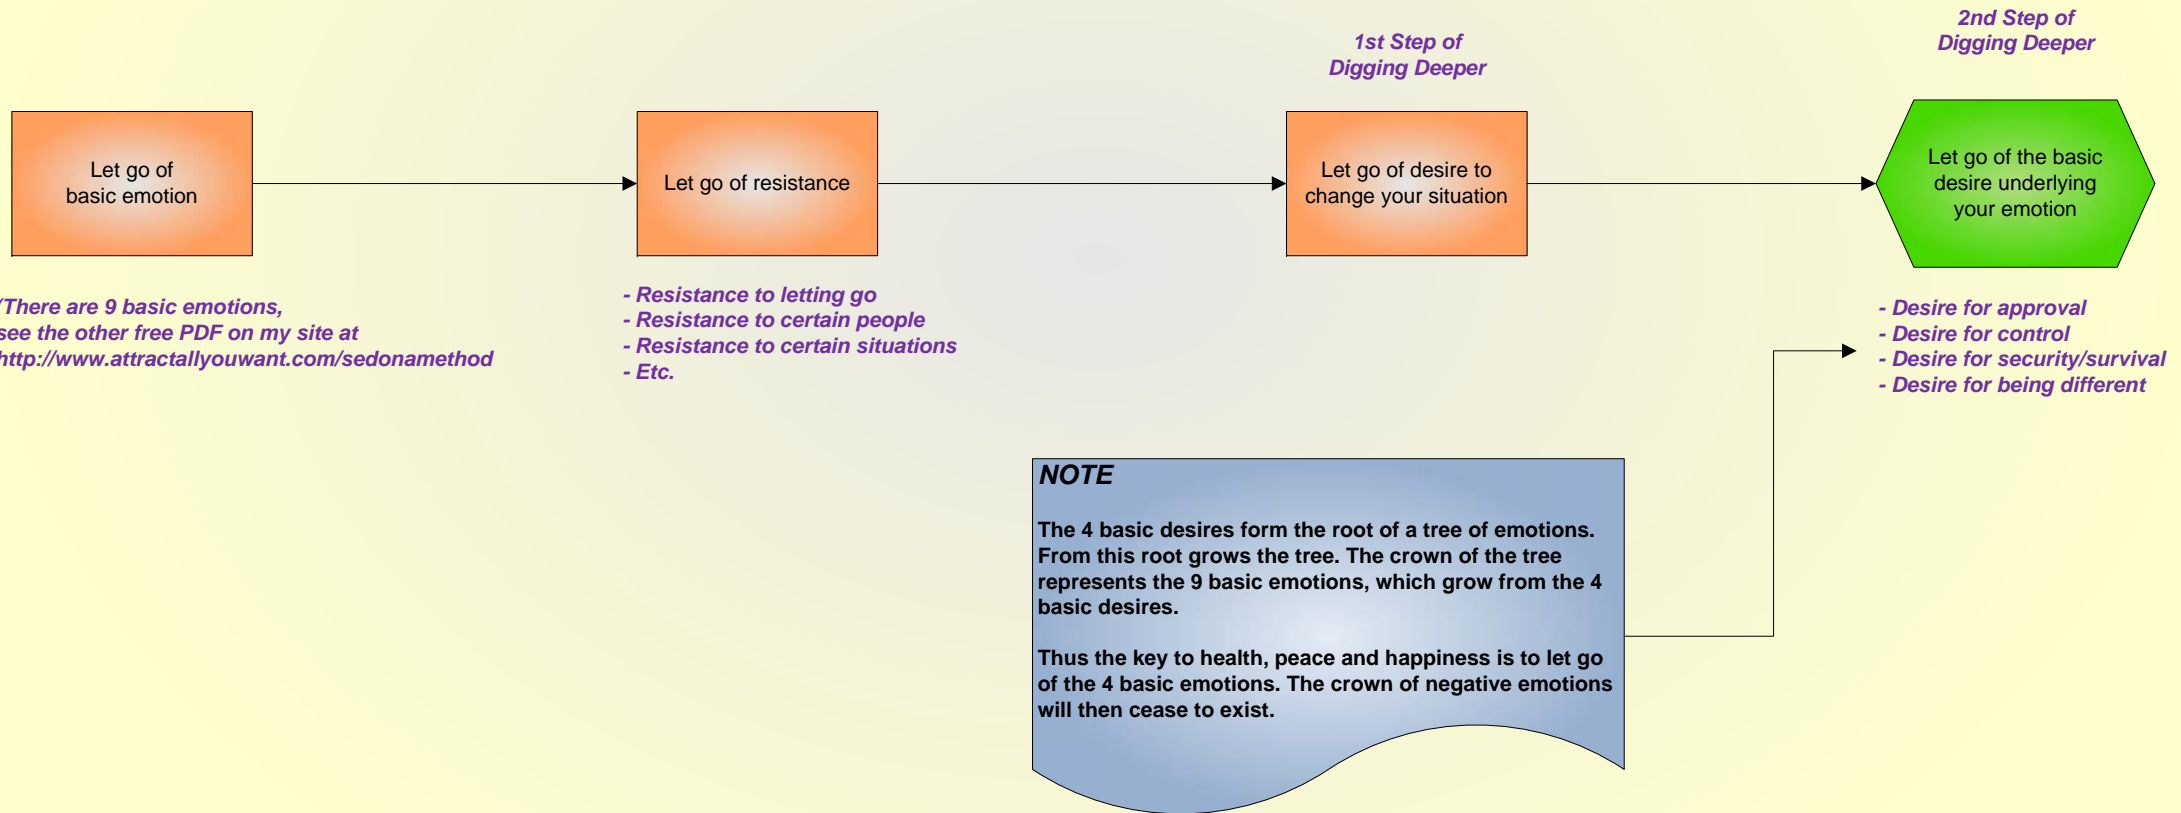 1st Step of
Digging Deeper
2nd Step of
Digging Deeper
Let go of
basic emotion
Let go of resistance
Let go of desire to
change your situation
Let go of the basic
desire underlying
your emotion
(There are 9 basic emotions,
see the other free PDF on my site at
http://www.attractallyouwant.com/sedonamethod
- Resistance to letting go
- Resistance to certain people
- Resistance to certain situations
- Etc.
- Desire for approval
- Desire for control
- Desire for security/survival
- Desire for being different
NOTE
The 4 basic desires form the root of a tree of emotions.
From this root grows the tree. The crown of the tree
represents the 9 basic emotions, which grow from the 4
basic desires.
Thus the key to health, peace and happiness is to let go
of the 4 basic emotions. The crown of negative emotions
will then cease to exist.